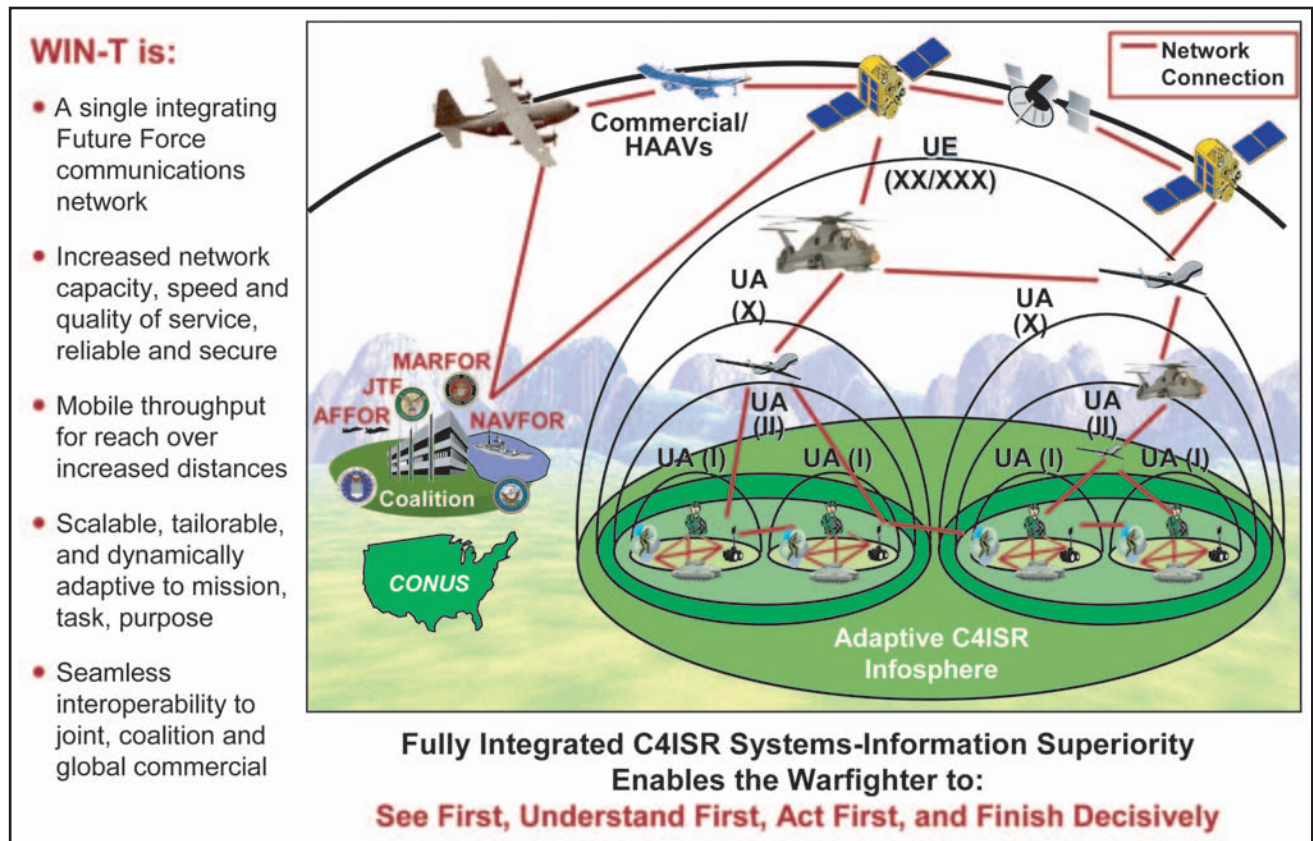 WIN-T is:
• A single integrating
Future Force
communications
network
• Increased network
capacity, speed and
quality of service,
reliable and secure
• Mobile throughput
for reach over
increased distances
• Scalable, tailorable,
and dynamically
adaptive to mission,
task, purpose
• Seamless
interoperability to
joint, coalition and
global commercial
Network
Connection
Commercial/
HAAVs
UE
(XX/XXX)
UA
(X)
UA
(X)
MARFOR
JTF
AFFOR
NAVFOR
Coalition
CONUS
UA
(II)
UA
(II)
UA (I)
UA (I)
UA (I)
UA (I)
Adaptive C4ISR
Infosphere
Fully Integrated C4ISR Systems-Information Superiority
Enables the Warfighter to:
See First, Understand First, Act First, and Finish Decisively